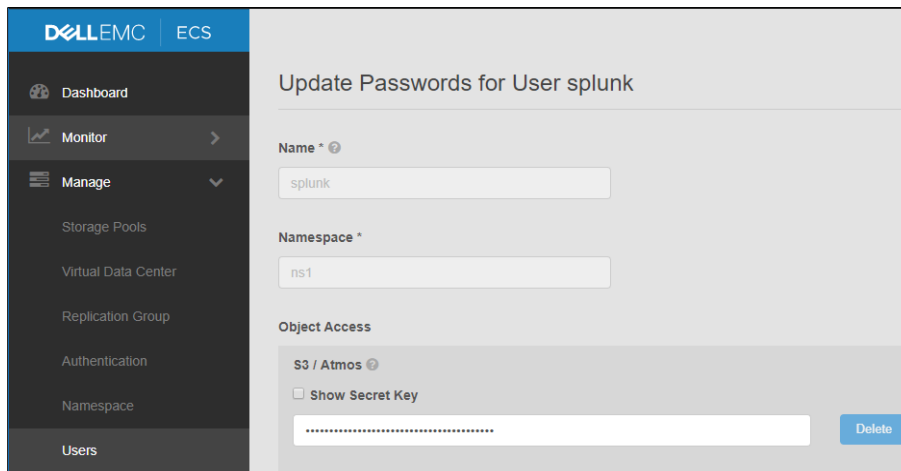 DELLEMC ECS
Dashboard
Monitor
Manage
Storage Pools
Virtual Data Center
Replication Group
Authentication
Namespace
Users
Update Passwords for User splunk
Name *
splunk
Namespace *
ns1
Object Access
S3 / Atmos
Show Secret Key
••••••••••••••••••••••••••••••••••••••••
Delete